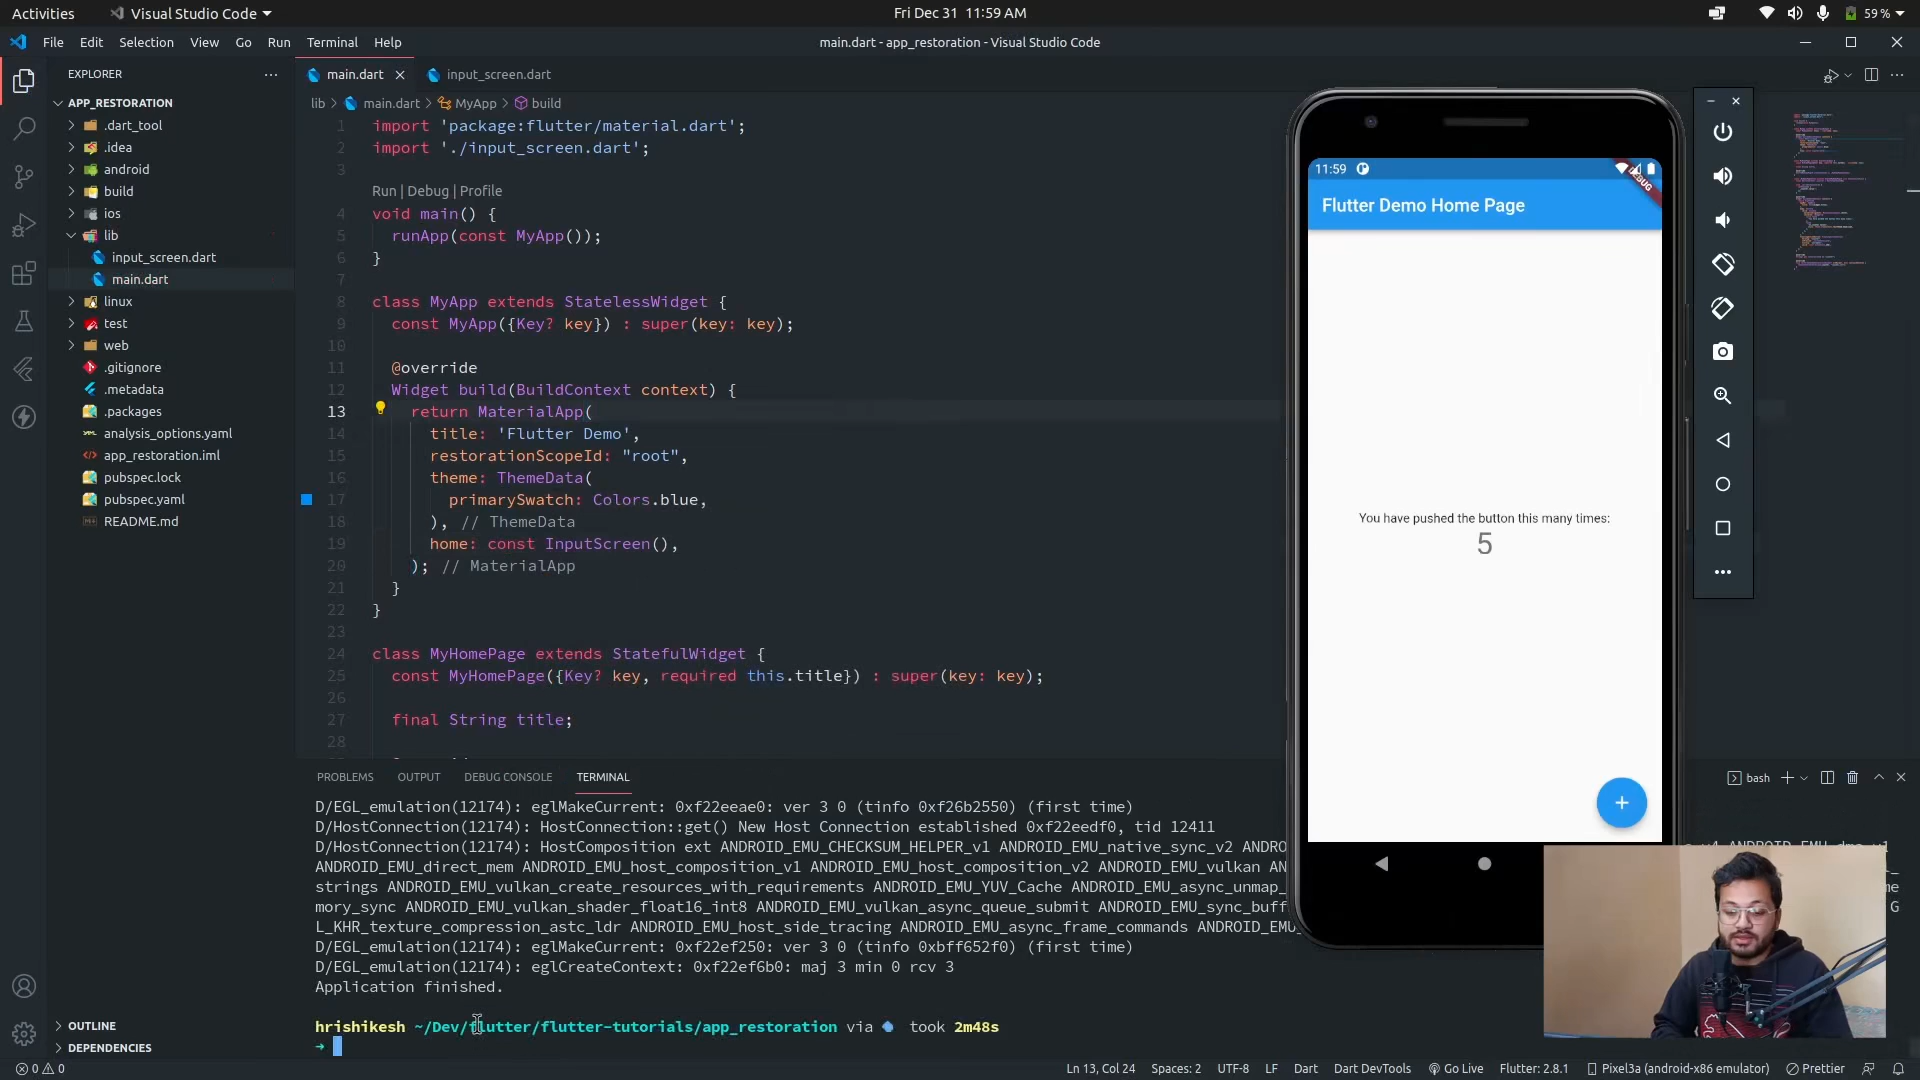 Activities
Visual Studio Code
Fri Dec 31 11:59 AM
59 %
File Edit Selection View Go Run Terminal Help
main.dart - app_restoration - Visual Studio Code
EXPLORER
main.dart
input_screen.dart
APP_RESTORATION
.dart_tool
.idea
android
build
ios
lib
input_screen.dart
main.dart
linux
test
web
.gitignore
.metadata
.packages
analysis_options.yaml
app_restoration.iml
pubspec.lock
pubspec.yaml
README.md
OUTLINE
DEPENDENCIES
lib > main.dart > MyApp > build
1 import 'package:flutter/material.dart';
2 import './input_screen.dart';
3
Run | Debug | Profile
4 void main() {
5 runApp(const MyApp());
6 }
7
8 class MyApp extends StatelessWidget {
9 const MyApp({Key? key}) : super(key: key);
10
11 @override
12 Widget build(BuildContext context) {
13 return MaterialApp(
14 title: 'Flutter Demo',
15 restorationScopeId: "root",
16 theme: ThemeData(
17 primarySwatch: Colors.blue,
18 ), // ThemeData
19 home: const InputScreen(),
20 ); // MaterialApp
21 }
22 }
23
24 class MyHomePage extends StatefulWidget {
25 const MyHomePage({Key? key, required this.title}) : super(key: key);
26
27 final String title;
28
11:59
DEBUG
Flutter Demo Home Page
You have pushed the button this many times:
5
+
PROBLEMS OUTPUT DEBUG CONSOLE TERMINAL
bash
D/EGL_emulation(12174): eglMakeCurrent: 0xf22eeae0: ver 3 0 (tinfo 0xf26b2550) (first time)
D/HostConnection(12174): HostConnection::get() New Host Connection established 0xf22eedf0, tid 12411
D/HostConnection(12174): HostComposition ext ANDROID_EMU_CHECKSUM_HELPER_v1 ANDROID_EMU_native_sync_v2 ANDRO
ANDROID_EMU_direct_mem ANDROID_EMU_host_composition_v1 ANDROID_EMU_host_composition_v2 ANDROID_EMU_vulkan AN
strings ANDROID_EMU_vulkan_create_resources_with_requirements ANDROID_EMU_YUV_Cache ANDROID_EMU_async_unmap_
mory_sync ANDROID_EMU_vulkan_shader_float16_int8 ANDROID_EMU_vulkan_async_queue_submit ANDROID_EMU_sync_buff
L_KHR_texture_compression_astc_ldr ANDROID_EMU_host_side_tracing ANDROID_EMU_async_frame_commands ANDROID_EMU_
D/EGL_emulation(12174): eglMakeCurrent: 0xf22ef250: ver 3 0 (tinfo 0xbff652f0) (first time)
D/EGL_emulation(12174): eglCreateContext: 0xf22ef6b0: maj 3 min 0 rcv 3
Application finished.
hrishikesh ~/Dev/flutter/flutter-tutorials/app_restoration via took 2m48s
0 0
Ln 13, Col 24 Spaces: 2 UTF-8 LF Dart Dart DevTools Go Live Flutter: 2.8.1 Pixel3a (android-x86 emulator) Prettier